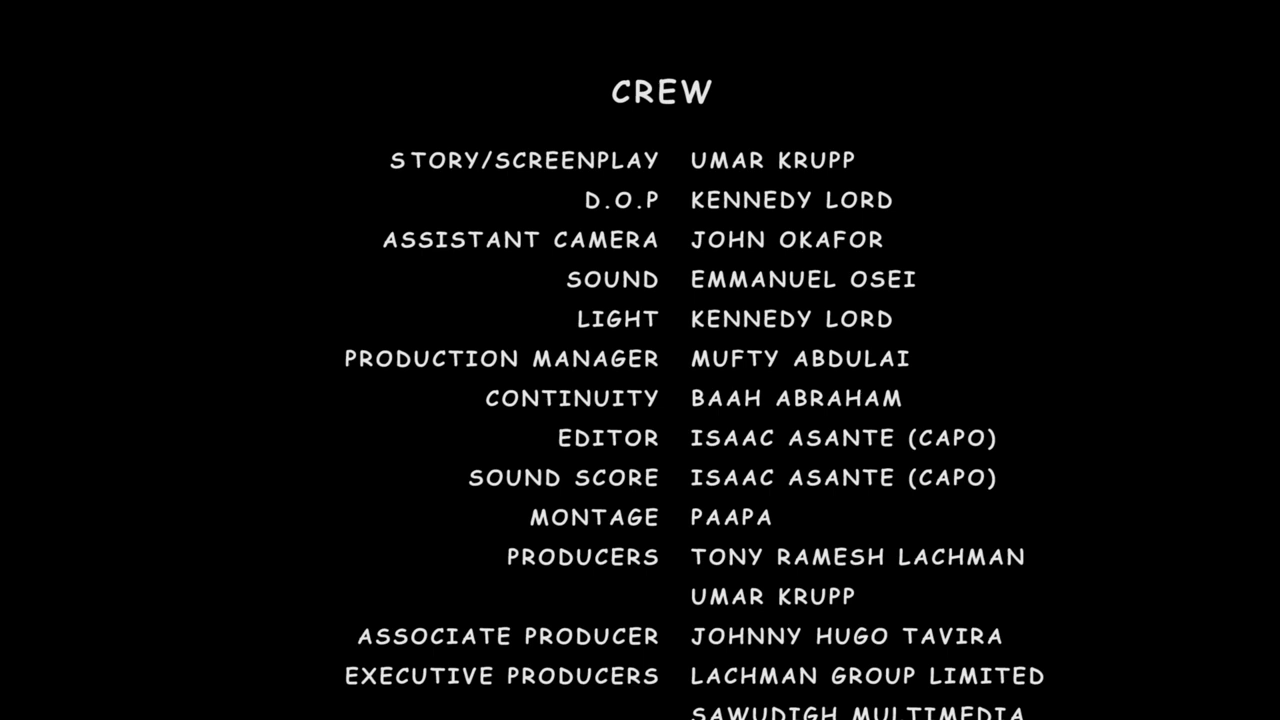 CREW
STORY/SCREENPLAY UMAR KRUPP
D.O.P KENNEDY LORD
ASSISTANT CAMERA JOHN OKAFOR
SOUND EMMANUEL OSEI
LIGHT KENNEDY LORD
PRODUCTION MANAGER MUFTY ABDULAI
CONTINUITY BAAH ABRAHAM
EDITOR ISAAC ASANTE (CAPO)
SOUND SCORE ISAAC ASANTE (CAPO)
MONTAGE PAAPA
PRODUCERS TONY RAMESH LACHMAN
UMAR KRUPP
ASSOCIATE PRODUCER JOHNNY HUGO TAVIRA
EXECUTIVE PRODUCERS LACHMAN GROUP LIMITED
SAWUDIGH MULTIMEDIA